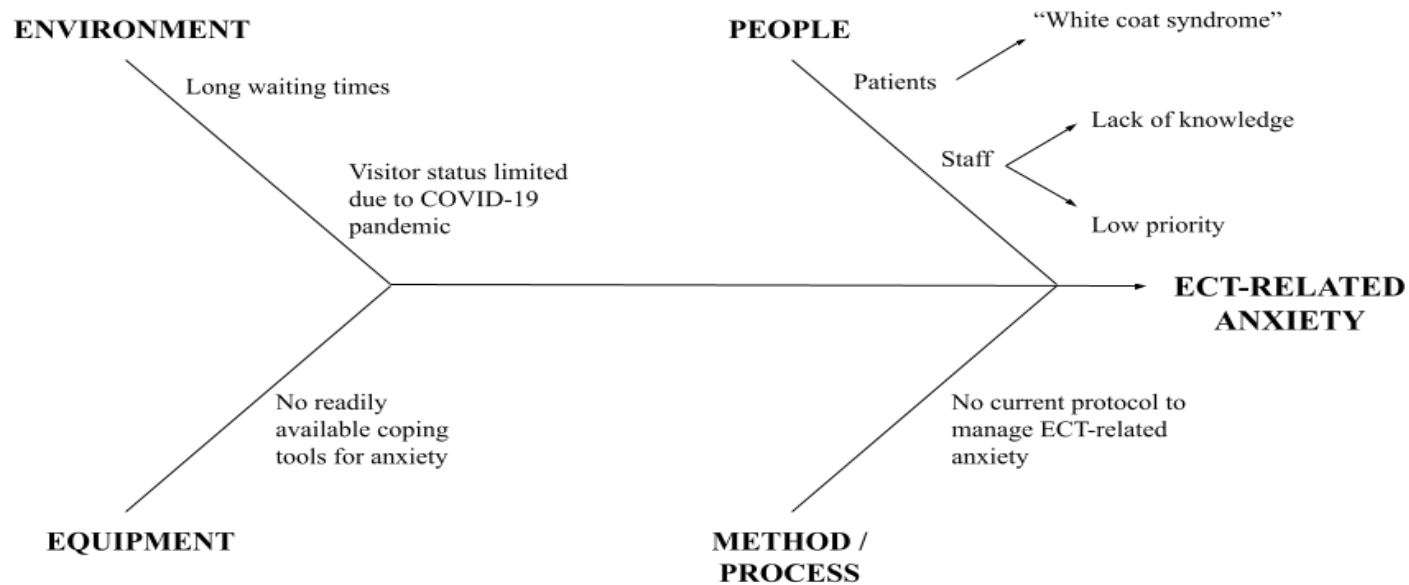 ENVIRONMENT
Long waiting times
Visitor status limited
due to COVID-19
pandemic
PEOPLE
Patients
“White coat syndrome”
Staff
Lack of knowledge
Low priority
ECT-RELATED
ANXIETY
No readily
available coping
tools for anxiety
EQUIPMENT
No current protocol to
manage ECT-related
anxiety
METHOD /
PROCESS